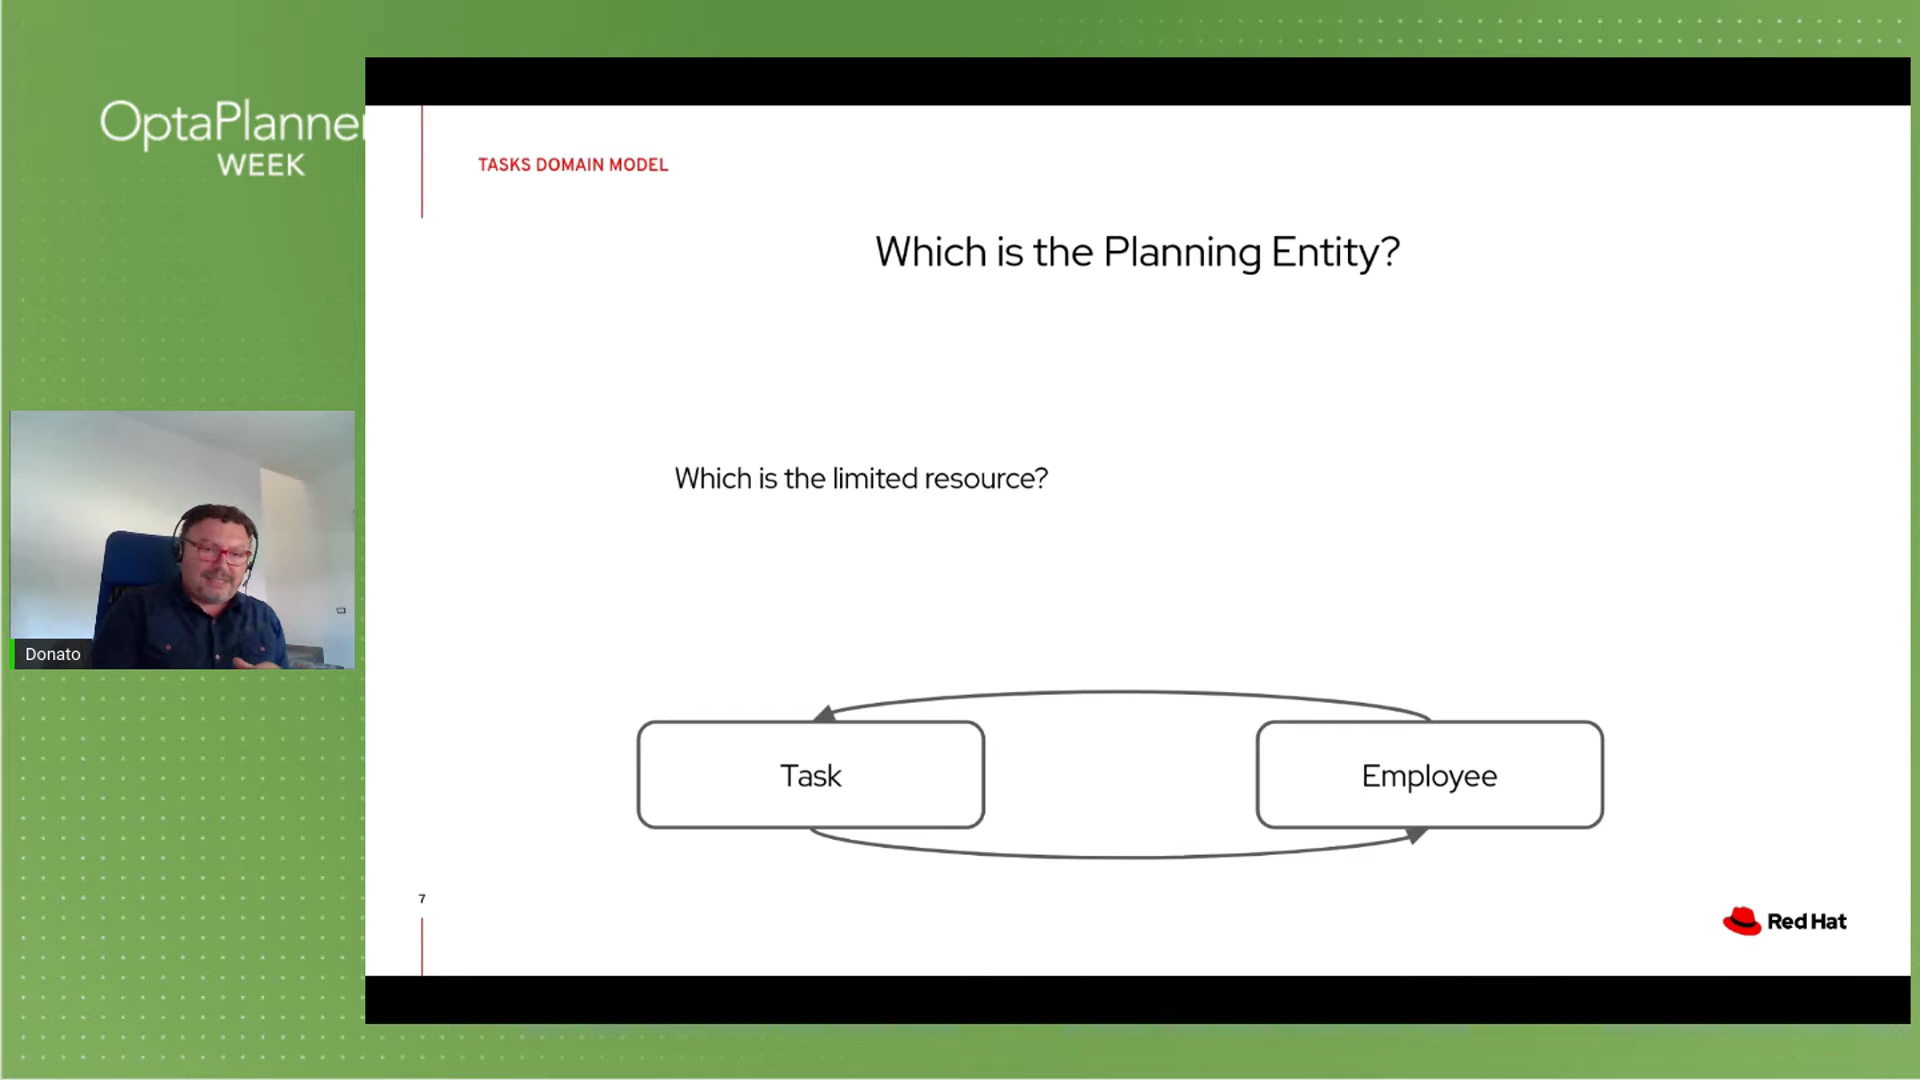 OptaPlanner
WEEK
TASKS DOMAIN MODEL
Which is the Planning Entity?
Which is the limited resource?
Donato
Task
Employee
7
Red Hat